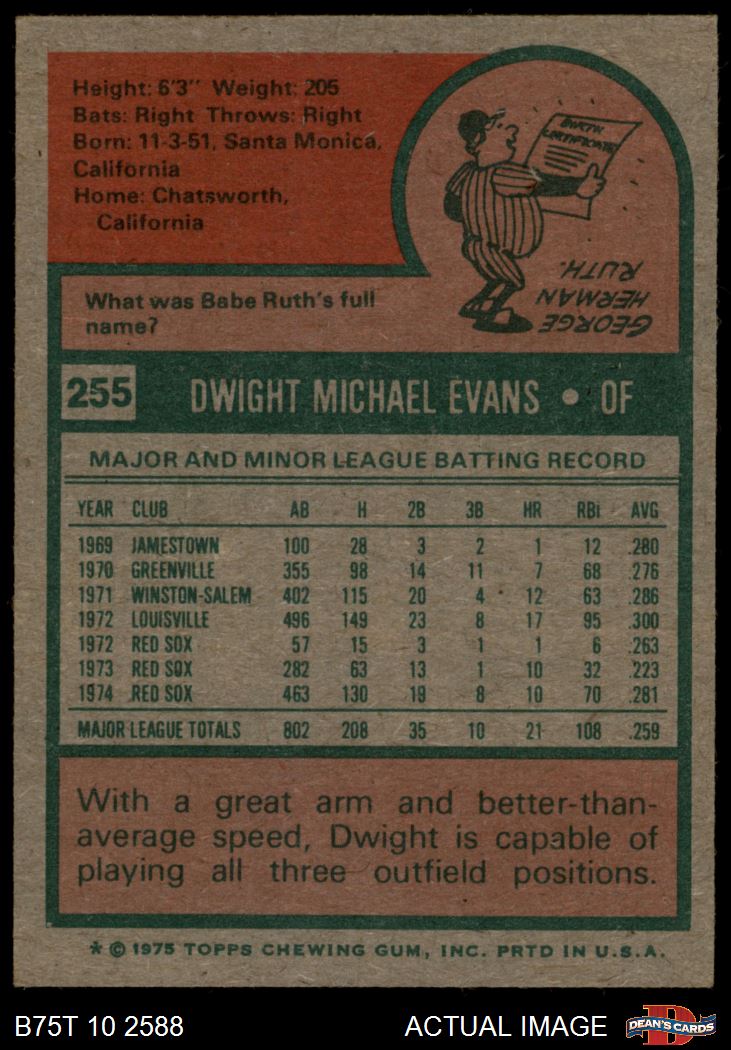 Height: 6'3" Weight: 205
Bats: Right Throws: Right
Born: 11-3-51, Santa Monica,
California
Home: Chatsworth,
California
BIRTH
CERTIFICATE
GEORGE
HERMAN
RUTH.
What was Babe Ruth's full
name?
255 DWIGHT MICHAEL EVANS • OF
MAJOR AND MINOR LEAGUE BATTING RECORD
YEAR CLUB AB H 2B 3B HR RBi AVG
1969 JAMESTOWN 100 28 3 2 1 12 .280
1970 GREENVILLE 355 98 14 11 7 68 .276
1971 WINSTON-SALEM 402 115 20 4 12 63 .286
1972 LOUISVILLE 496 149 23 8 17 95 .300
1972 RED SOX 57 15 3 1 1 6 .263
1973 RED SOX 282 63 13 1 10 32 .223
1974 RED SOX 463 130 19 8 10 70 .281
MAJOR LEAGUE TOTALS 802 208 35 10 21 108 .259
With a great arm and better-than-
average speed, Dwight is capable of
playing all three outfield positions.
* © 1975 TOPPS CHEWING GUM, INC. PRTD IN U.S.A.
B75T 10 2588 ACTUAL IMAGE D DEAN'S CARDS